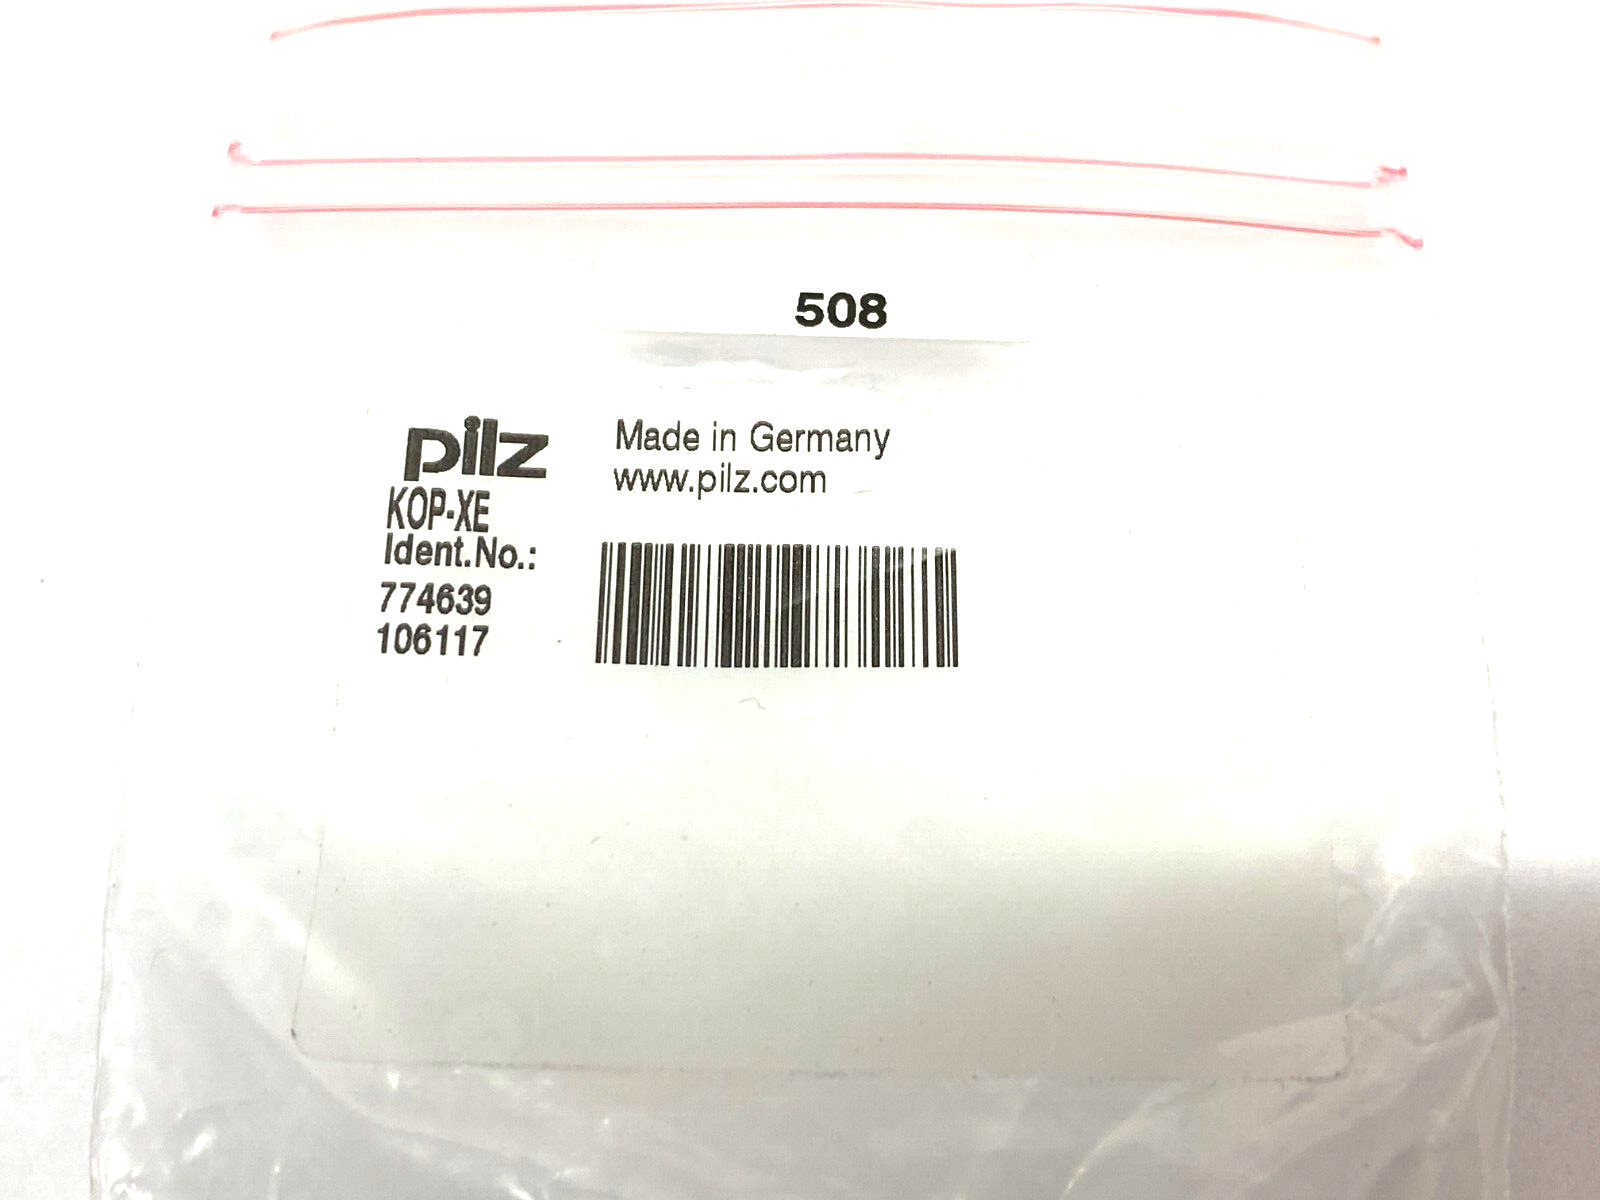 508
pilz
Made in Germany
www.pilz.com
KOP-XE
Ident.No.:
774639
106117